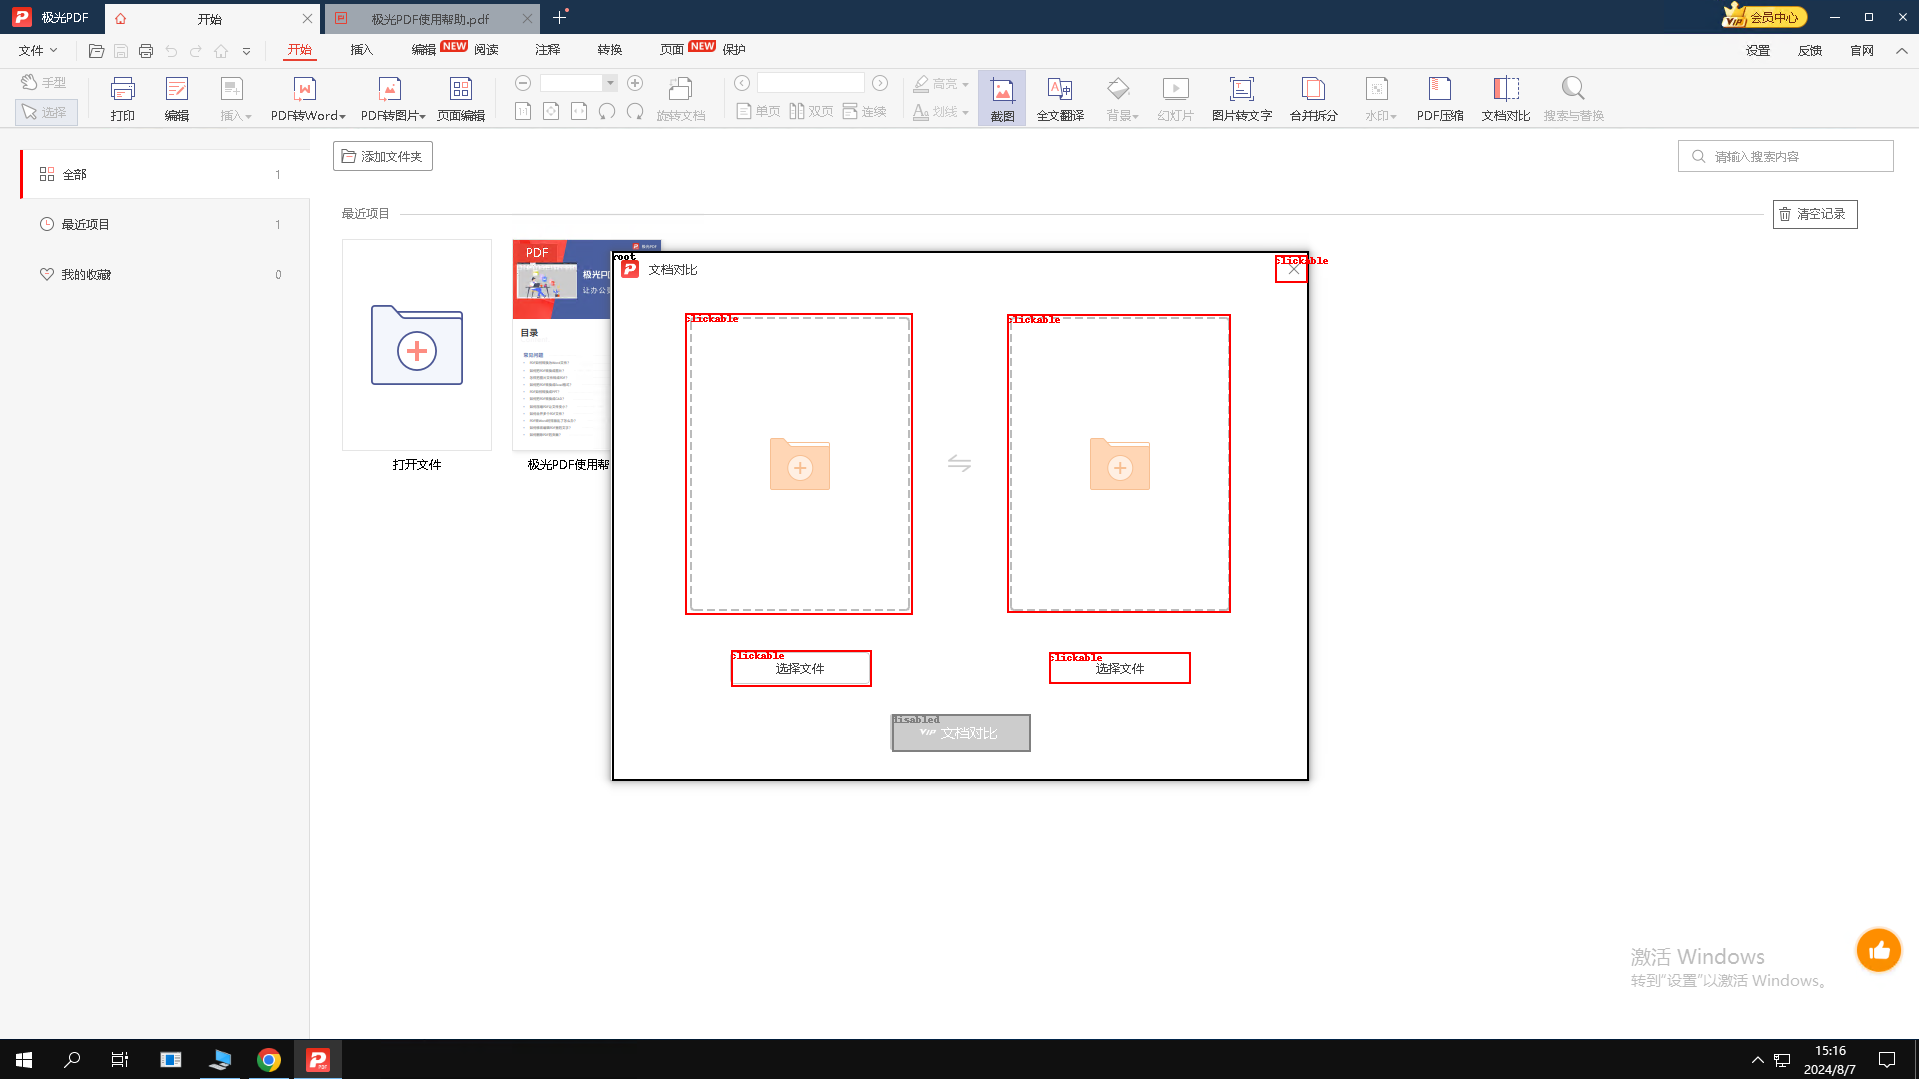 极光PDF
开始
极光PDF使用帮助.pdf
会员中心
文件
开始
插入
编辑 NEW
阅读
注释
转换
页面 NEW
保护
设置
反馈
官网
手型
选择
打印
编辑
插入
PDF转Word
PDF转图片
页面编辑
旋转文档
单页
双页
连续
高亮
划线
截图
全文翻译
背景
幻灯片
图片转文字
合并拆分
水印
PDF压缩
文档对比
搜索与替换
全部 1
最近项目 1
我的收藏 0
添加文件夹
请输入搜索内容
最近项目
清空记录
打开文件
PDF
极光P
让办公
目录
常见问题
极光PDF使用帮
root
文档对比
clickable
clickable
clickable
clickable
选择文件
clickable
选择文件
disabled
VIP 文档对比
激活 Windows
转到“设置”以激活 Windows。
15:16
2024/8/7